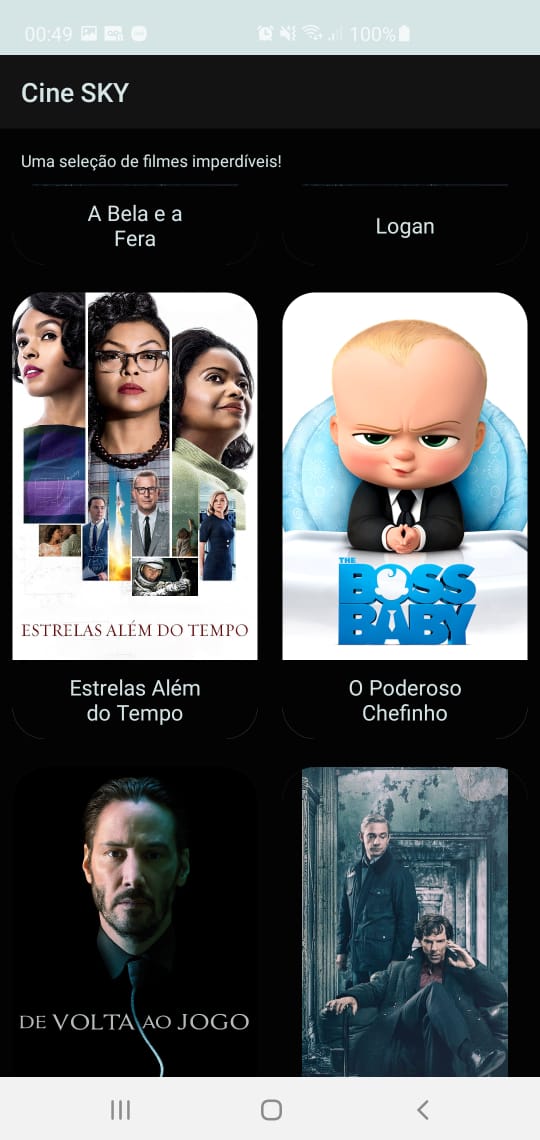 00:49 100%
Cine SKY
Uma seleção de filmes imperdíveis!
A Bela e a
Fera
Logan
ESTRELAS ALÉM DO TEMPO
THE
BOSS
BABY
Estrelas Além
do Tempo
O Poderoso
Chefinho
DE VOLTA AO JOGO